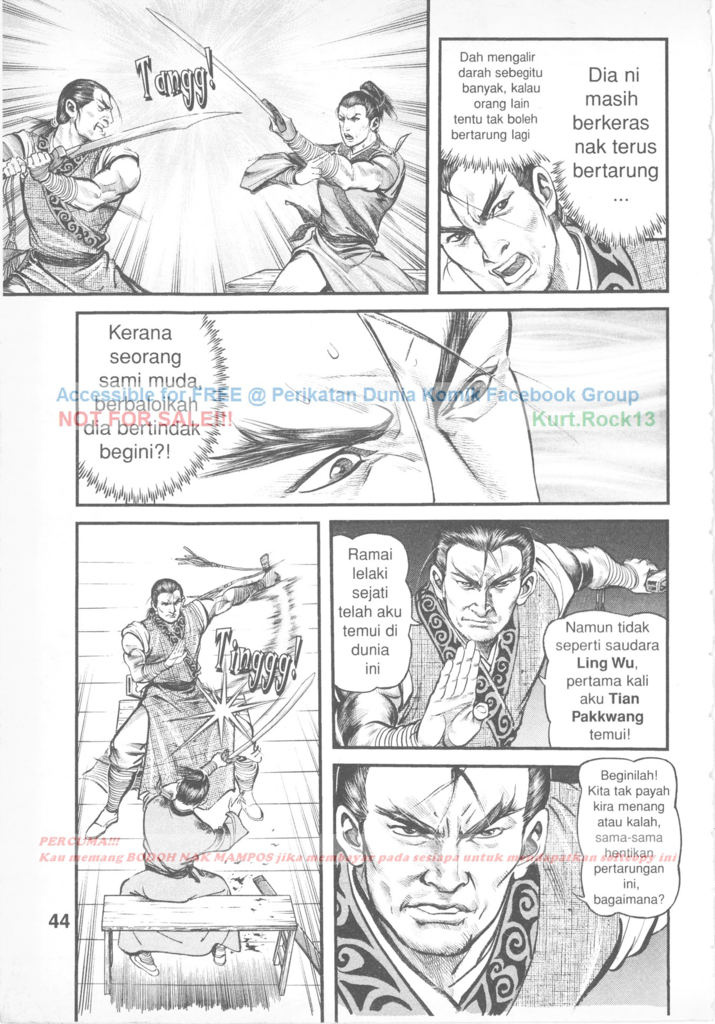 Tangg!
Dah mengalir
darah sebegitu
banyak, kalau
orang lain
tentu tak boleh
bertarung lagi
Dia ni
masih
berkeras
nak terus
bertarung
...
Kerana
seorang
sami muda,
berbaloikah
dia bertindak
begini?!
Accessible for FREE @ Perikatan Dunia Komik Facebook Group
NOT FOR SALE!!!
Kurt.Rock13
Tinggg!
Ramai
lelaki
sejati
telah aku
temui di
dunia
ini
Namun tidak
seperti saudara
Ling Wu,
pertama kali
aku Tian
Pakkwang
temui!
Beginilah!
Kita tak payah
kira menang
atau kalah,
sama-sama
hentikan
pertarungan
ini,
bagaimana?
PERCUMA!!!
Kau memang BODOH NAK MAMPOS jika membayar pada sesiapa untuk mendapatkan softcopy ini
44